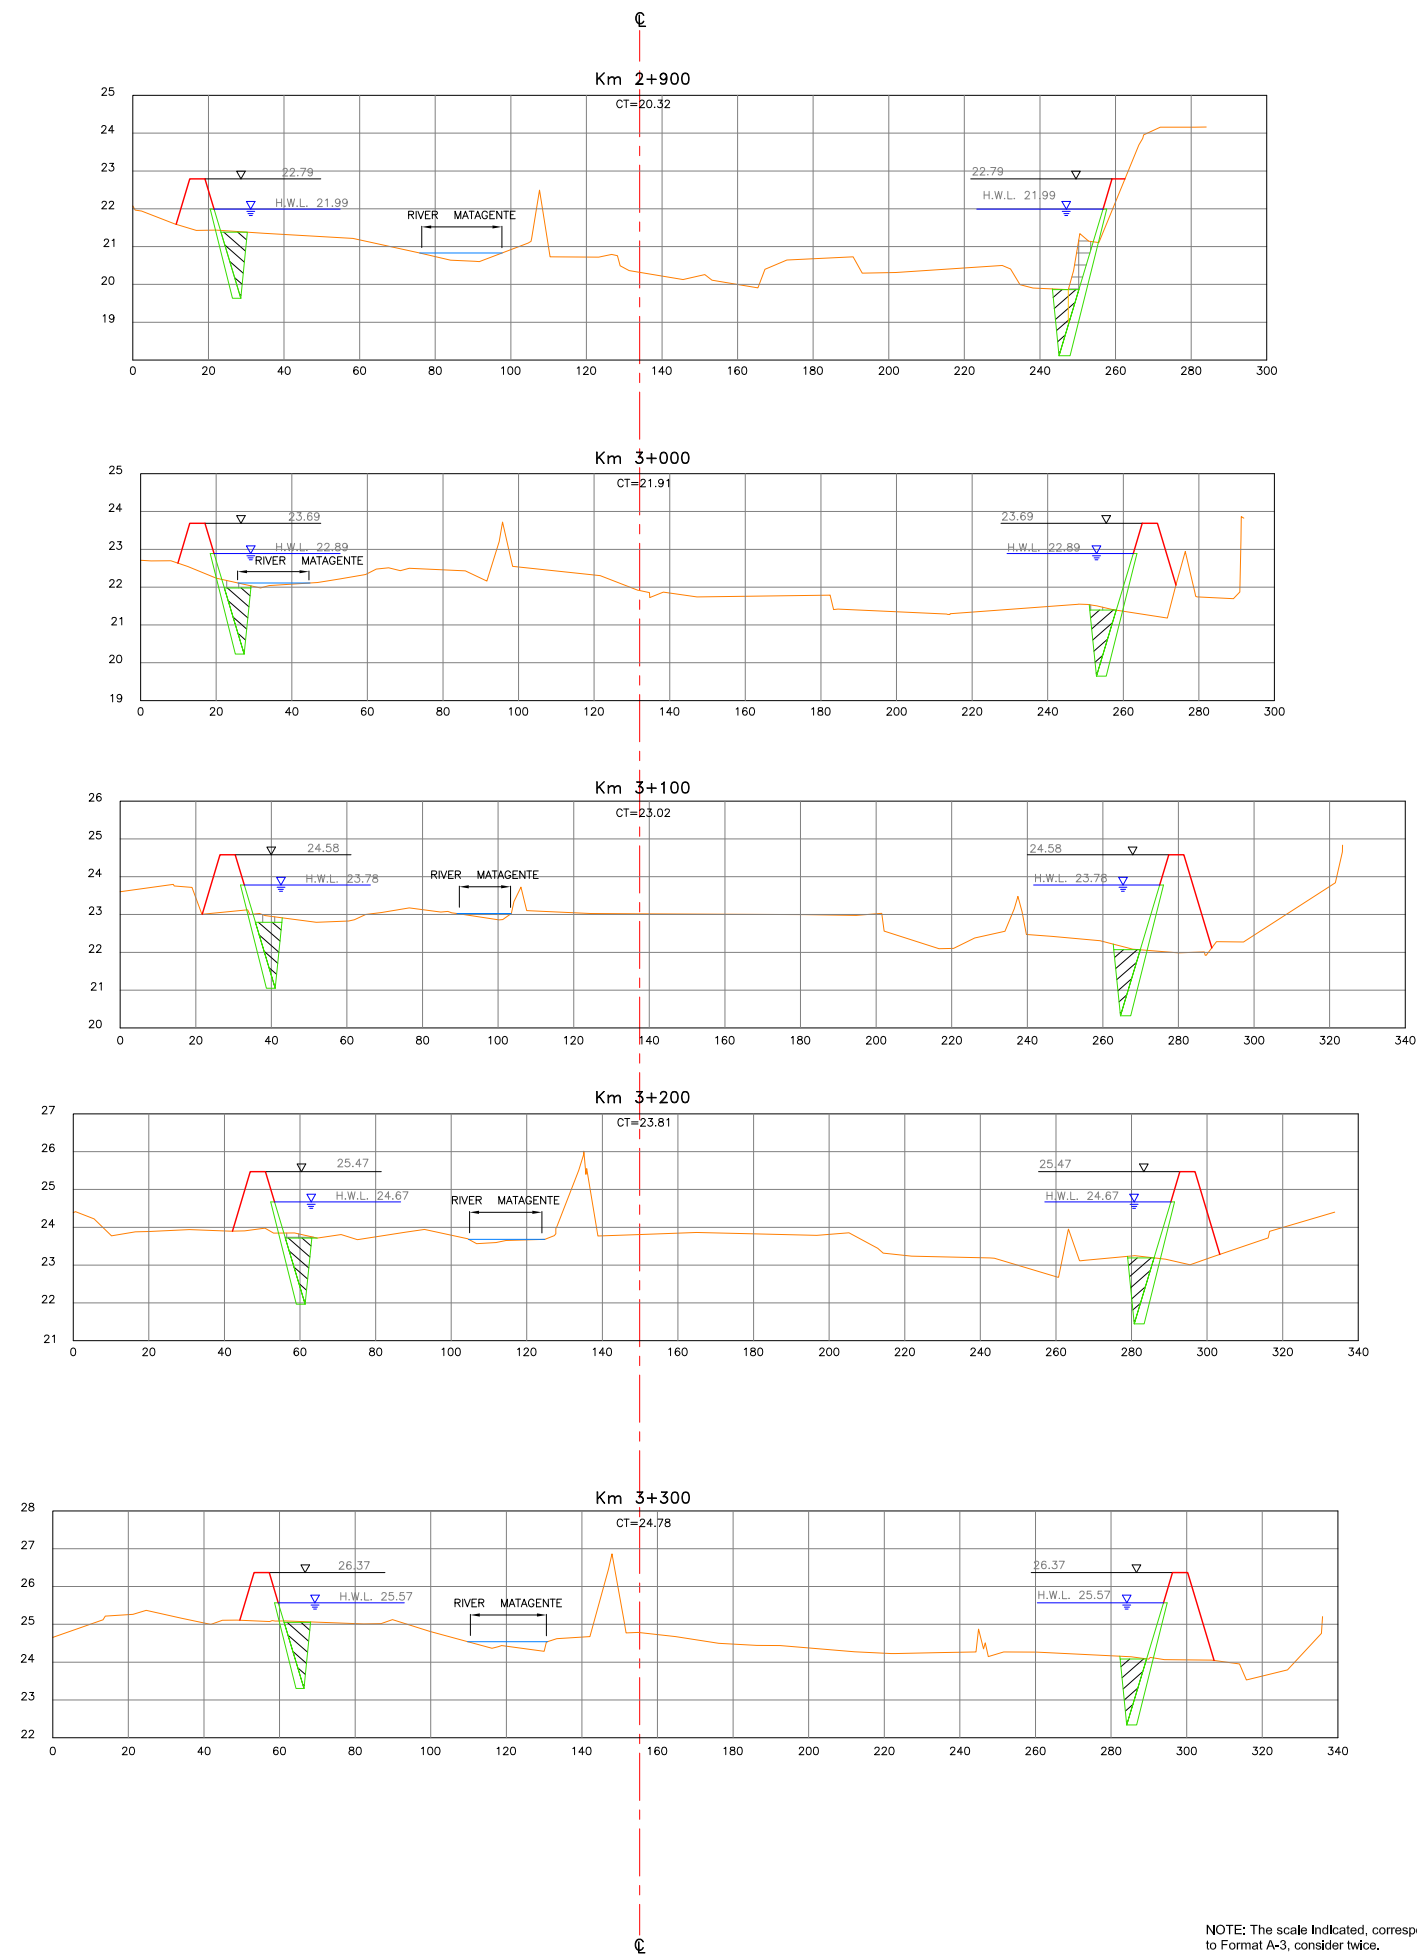 ℄
Km 2+900
CT=20.32
25
24
23
22
21
20
19
22.79
H.W.L. 21.99
RIVER MATAGENTE
22.79
H.W.L. 21.99
0 20 40 60 80 100 120 140 160 180 200 220 240 260 280 300
Km 3+000
CT=21.91
25
24
23
22
21
20
19
23.69
H.W.L. 22.89
RIVER MATAGENTE
23.69
H.W.L. 22.89
0 20 40 60 80 100 120 140 160 180 200 220 240 260 280 300
Km 3+100
CT=23.02
26
25
24
23
22
21
20
24.58
H.W.L. 23.78
RIVER MATAGENTE
24.58
H.W.L. 23.78
0 20 40 60 80 100 120 140 160 180 200 220 240 260 280 300 320 340
Km 3+200
CT=23.81
27
26
25
24
23
22
21
25.47
H.W.L. 24.67
RIVER MATAGENTE
25.47
H.W.L. 24.67
0 20 40 60 80 100 120 140 160 180 200 220 240 260 280 300 320 340
Km 3+300
CT=24.78
28
27
26
25
24
23
22
26.37
H.W.L. 25.57
RIVER MATAGENTE
26.37
H.W.L. 25.57
0 20 40 60 80 100 120 140 160 180 200 220 240 260 280 300 320 340
℄
NOTE: The scale indicated, correspo
to Format A-3, consider twice.